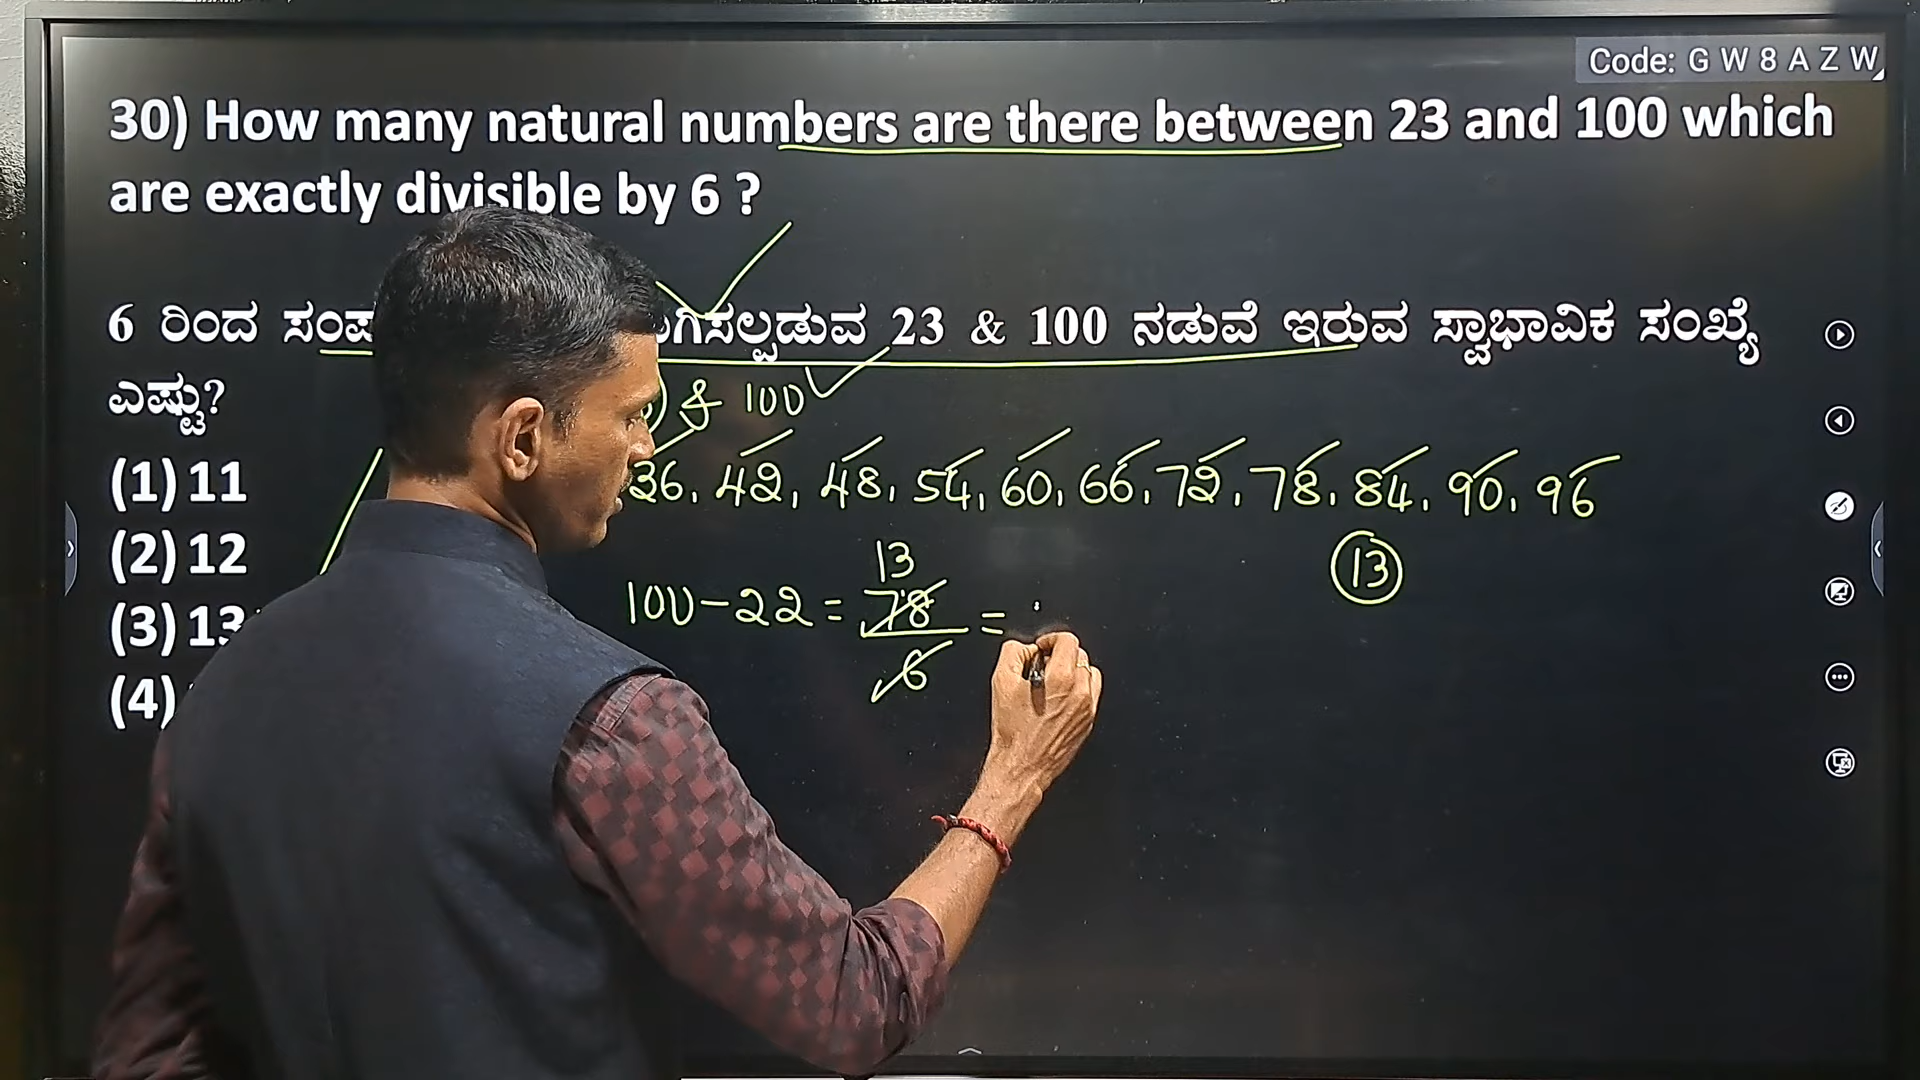 Code: G W 8 A Z W
30) How many natural numbers are there between 23 and 100 which
are exactly divisible by 6 ?
6 ರಿಂದ 23 & 100 ನಡುವೆ ಇರುವ ಸ್ವಾಭಾವಿಕ ಸಂಖ್ಯೆ
ಎಷ್ಟು?
& 100
(1) 11
36, 42, 48, 54, 60, 66, 72, 78, 84, 90, 96
(2) 12
13
13
100-22 = 78 =
(3) 13
6
(4)